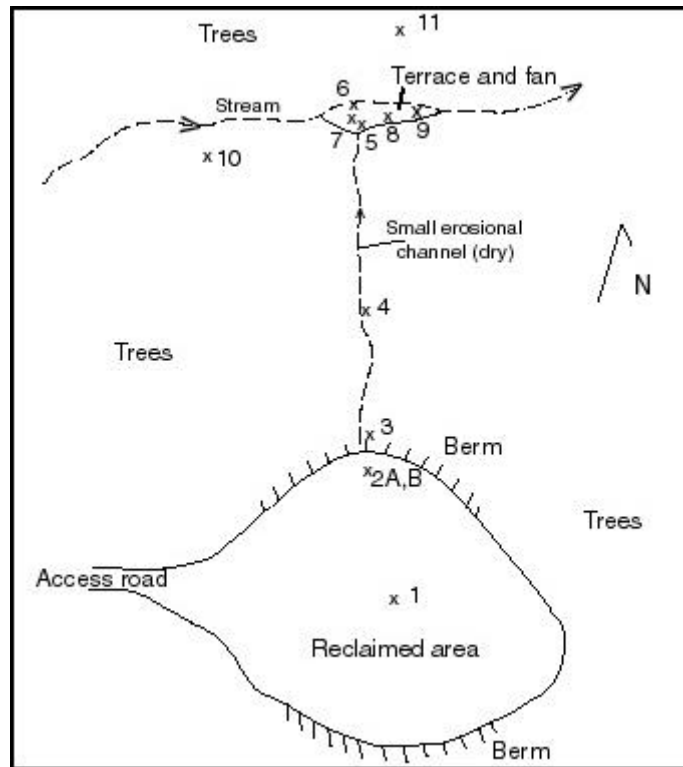 Trees
11
Terrace and fan
6
Stream
7
5
8
9
10
Small erosional
channel (dry)
N
4
Trees
3
Berm
2A,B
Trees
Access road
1
Reclaimed area
Berm